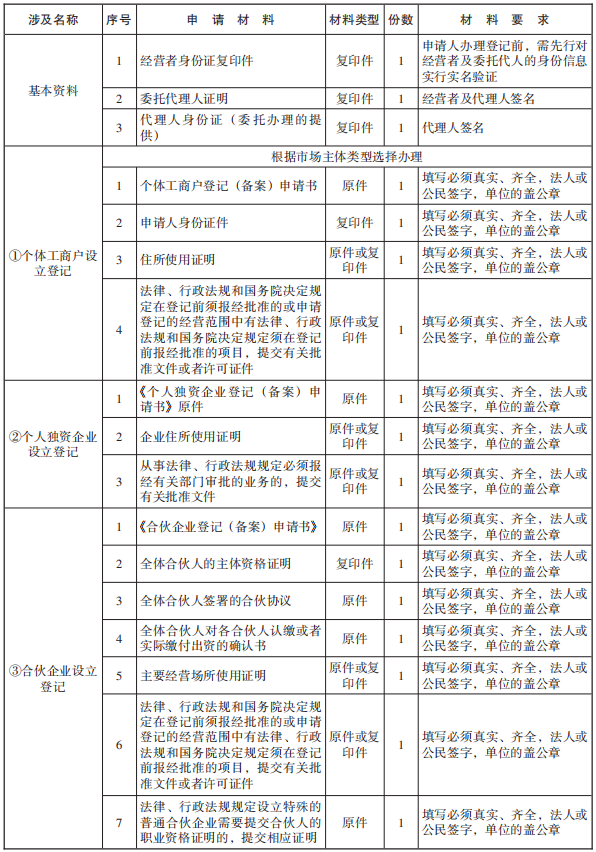 涉及名称 序号 申请材料 材料类型 份数 材料要求
基本资料
1 经营者身份证复印件 复印件 1 申请人办理登记前，需先行对
经营者及委托代人的身份信息
实行实名验证
2 委托代理人证明 复印件 1 经营者及代理人签名
3 代理人身份证（委托办理的提
供） 复印件 1 代理人签名
①个体工商户设
立登记
根据市场主体类型选择办理
1 个体工商户登记（备案）申请书 原件 1 填写必须真实、齐全，法人或
公民签字，单位的盖公章
2 申请人身份证件 复印件 1 填写必须真实、齐全，法人或
公民签字，单位的盖公章
3 住所使用证明 原件或复
印件 1 填写必须真实、齐全，法人或
公民签字，单位的盖公章
4 法律、行政法规和国务院决定规
定在登记前须报经批准的或申请
登记的经营范围中有法律、行政
法规和国务院决定规定须在登记
前报经批准的项目，提交有关批
准文件或者许可证件 原件或复
印件 1 填写必须真实、齐全，法人或
公民签字，单位的盖公章
②个人独资企业
设立登记
1 《个人独资企业登记（备案）申
请书》原件 原件 1 填写必须真实、齐全，法人或
公民签字，单位的盖公章
2 企业住所使用证明 原件或复
印件 1 填写必须真实、齐全，法人或
公民签字，单位的盖公章
3 从事法律、行政法规规定必须报
经有关部门审批的业务的，提交
有关批准文件 原件或复
印件 1 填写必须真实、齐全，法人或
公民签字，单位的盖公章
③合伙企业设立
登记
1 《合伙企业登记（备案）申请书》 原件 1 填写必须真实、齐全，法人或
公民签字，单位的盖公章
2 全体合伙人的主体资格证明 复印件 1 填写必须真实、齐全，法人或
公民签字，单位的盖公章
3 全体合伙人签署的合伙协议 原件 1 填写必须真实、齐全，法人或
公民签字，单位的盖公章
4 全体合伙人对各合伙人认缴或者
实际缴付出资的确认书 原件 1 填写必须真实、齐全，法人或
公民签字，单位的盖公章
5 主要经营场所使用证明 原件或复
印件 1 填写必须真实、齐全，法人或
公民签字，单位的盖公章
6 法律、行政法规和国务院决定规
定在登记前须报经批准的或申请
登记的经营范围中有法律、行政
法规和国务院决定规定须在登记
前报经批准的项目，提交有关批
准文件或者许可证件 原件或复
印件 1 填写必须真实、齐全，法人或
公民签字，单位的盖公章
7 法律、行政法规规定设立特殊的
普通合伙企业需要提交合伙人的
职业资格证明的，提交相应证明 原件 1 填写必须真实、齐全，法人或
公民签字，单位的盖公章